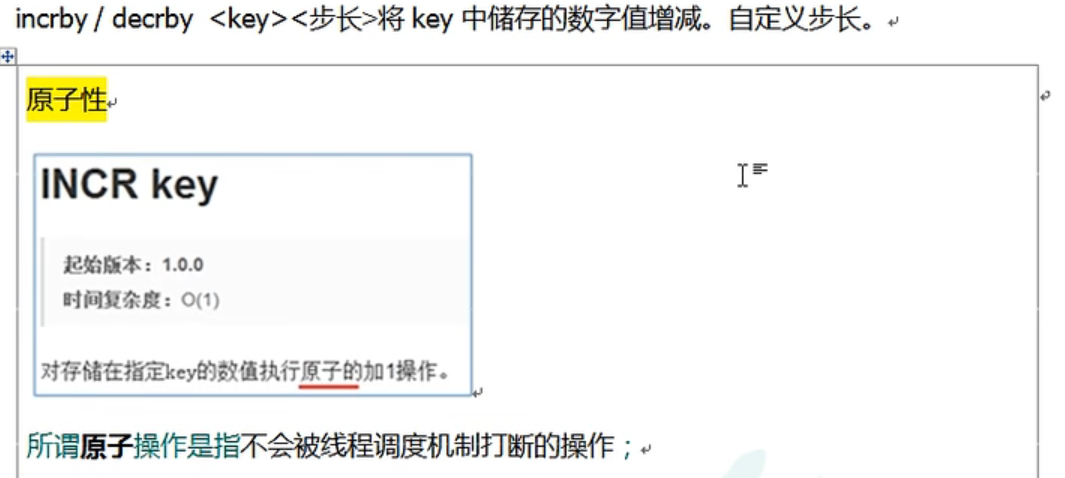 incrby / decrby <key><步长>将 key 中储存的数字值增减。自定义步长。
原子性
INCR key
起始版本：1.0.0
时间复杂度：O(1)
对存储在指定key的数值执行原子的加1操作。
所谓原子操作是指不会被线程调度机制打断的操作；